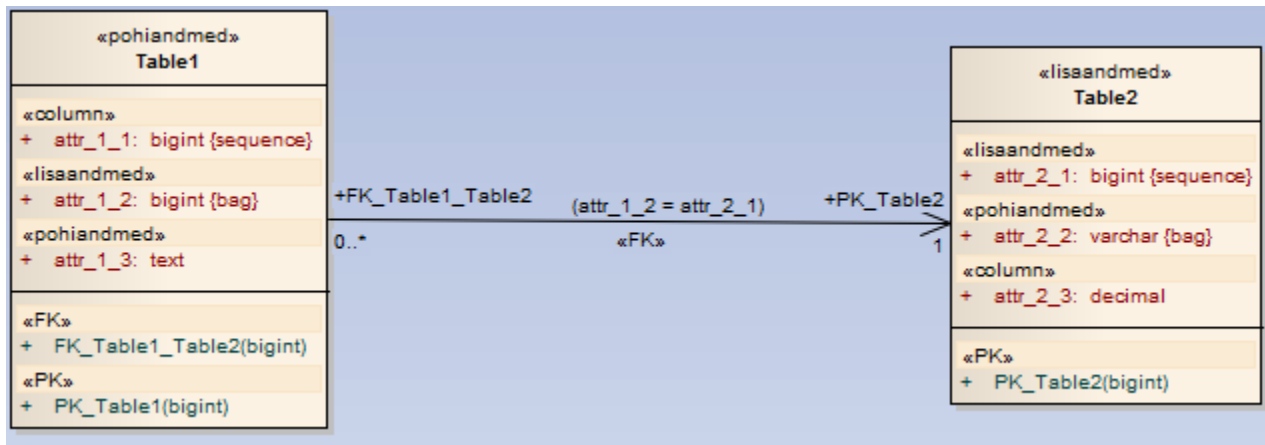 «pohiandmed»
Table1
«column»
+ attr_1_1: bigint {sequence}
«lisaandmed»
+ attr_1_2: bigint {bag}
«pohiandmed»
+ attr_1_3: text
«FK»
+ FK_Table1_Table2(bigint)
«PK»
+ PK_Table1(bigint)
+FK_Table1_Table2
(attr_1_2 = attr_2_1)
+PK_Table2
0..*
«FK»
1
«lisaandmed»
Table2
«lisaandmed»
+ attr_2_1: bigint {sequence}
«pohiandmed»
+ attr_2_2: varchar {bag}
«column»
+ attr_2_3: decimal
«PK»
+ PK_Table2(bigint)